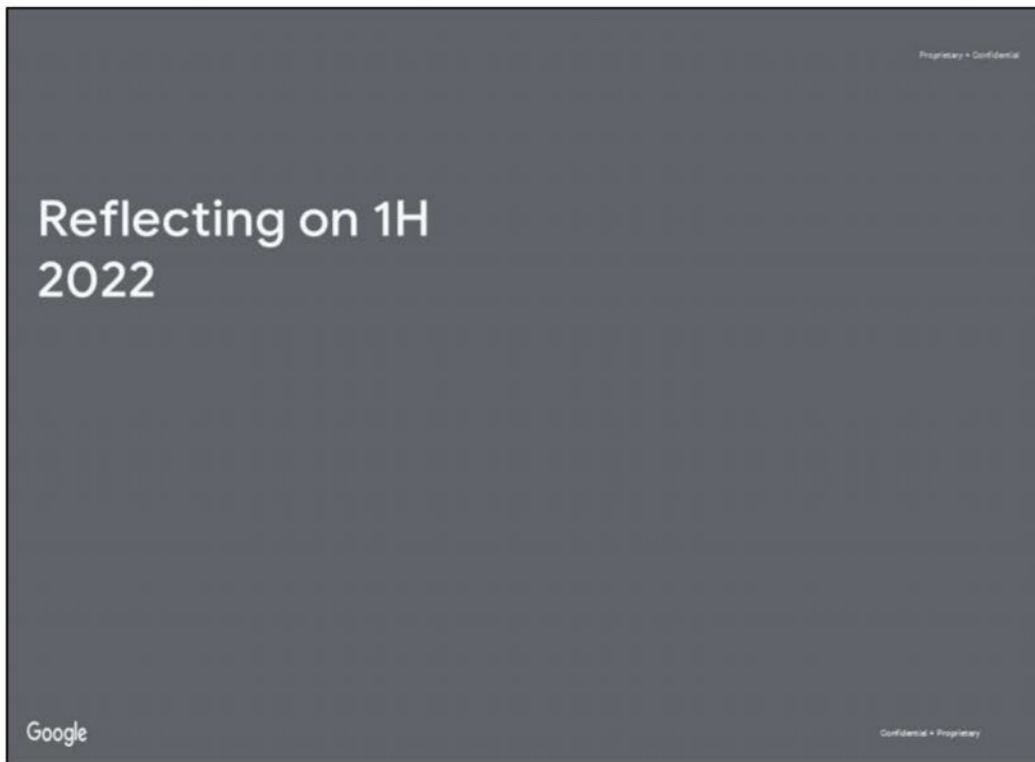 Proprietary + Confidential
Reflecting on 1H
2022
Google
Confidential + Proprietary